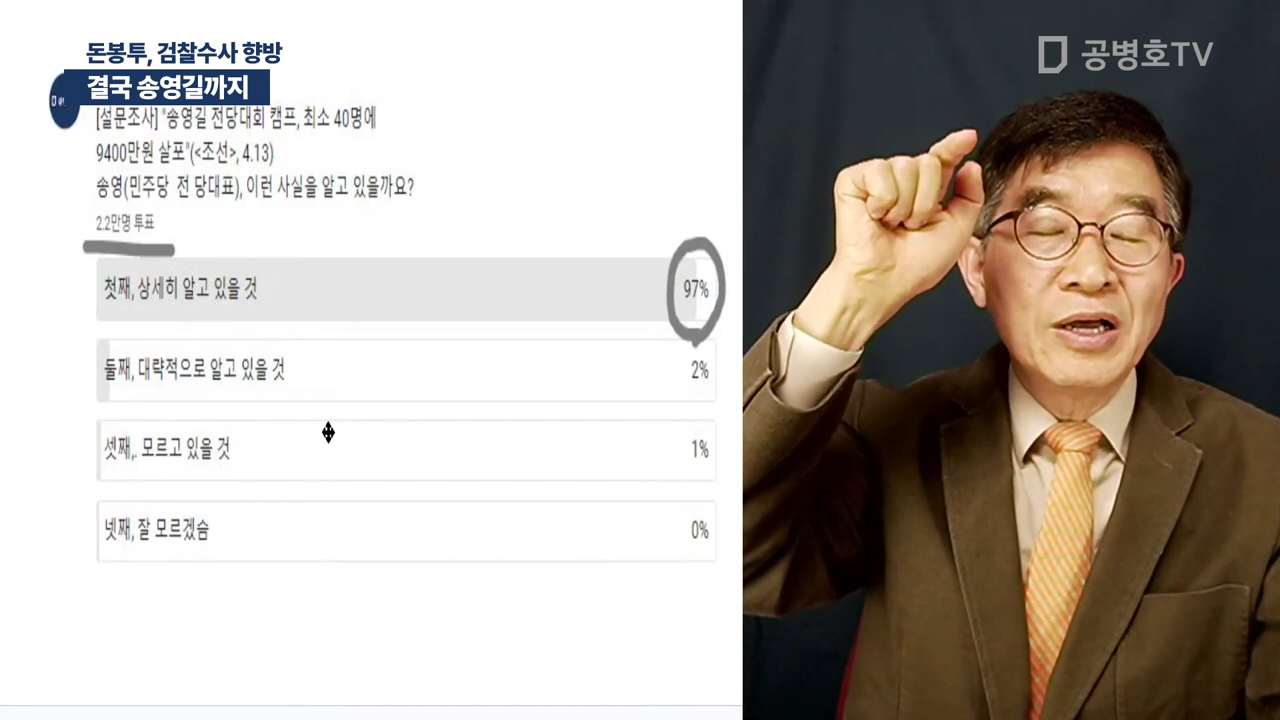 돈봉투, 검찰수사 향방
결국 송영길까지
공병호TV
[설문조사] "송영길 전당대회 캠프, 최소 40명에
9400만원 살포"(<조선>, 4.13)
송영(민주당 전 당대표), 이런 사실을 알고 있을까요?
2.2만명 투표
첫째, 상세히 알고 있을 것 97%
둘째, 대략적으로 알고 있을 것 2%
셋째,. 모르고 있을 것 1%
넷째, 잘 모르겠슴 0%